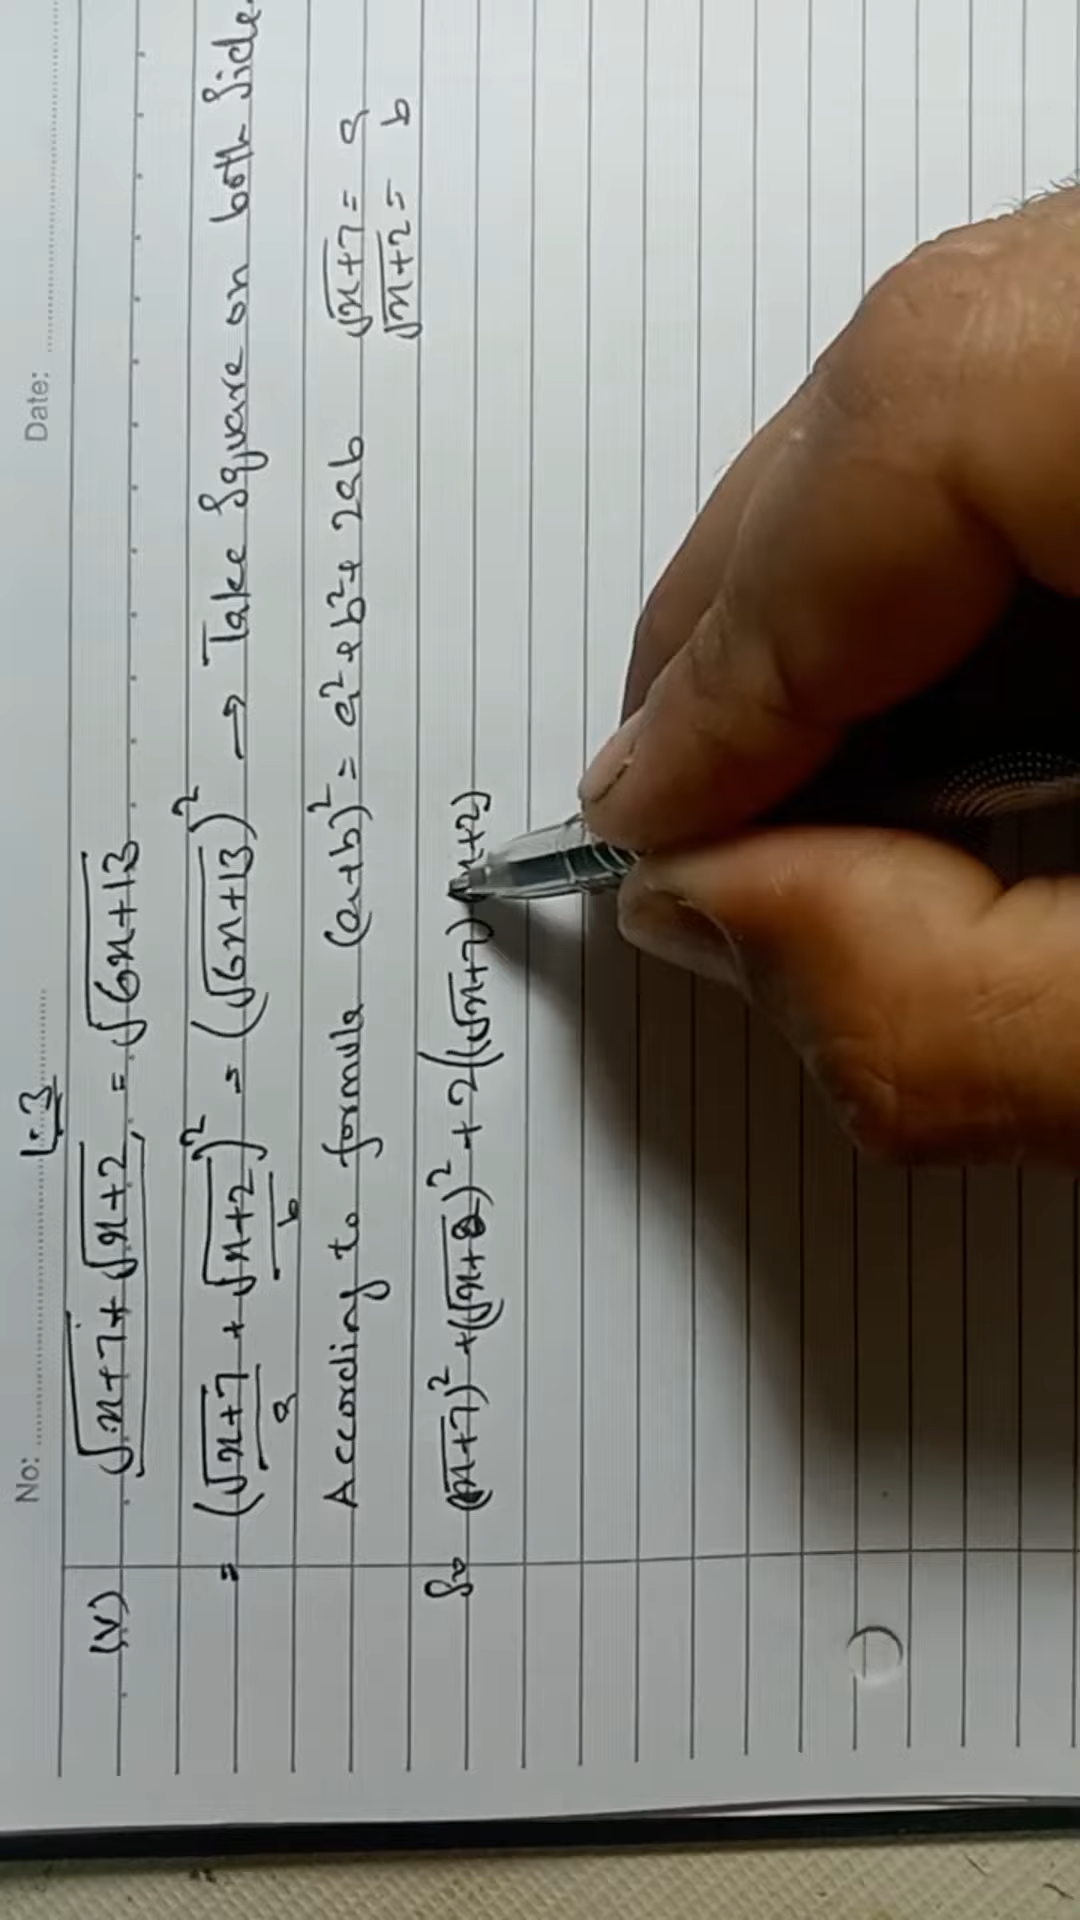 No: 1.3 Date:
(V) √x+7 + √x+2 = √6x+13
= (√x+7 + √x+2)² = (√6x+13)² → Take Square on both Side.
a b
According to formula (a+b)² = a²+b²+2ab √x+7 = a
√x+2 = b
So (√x+7)² + (√x+2)² + 2(√x+7)(x+2)